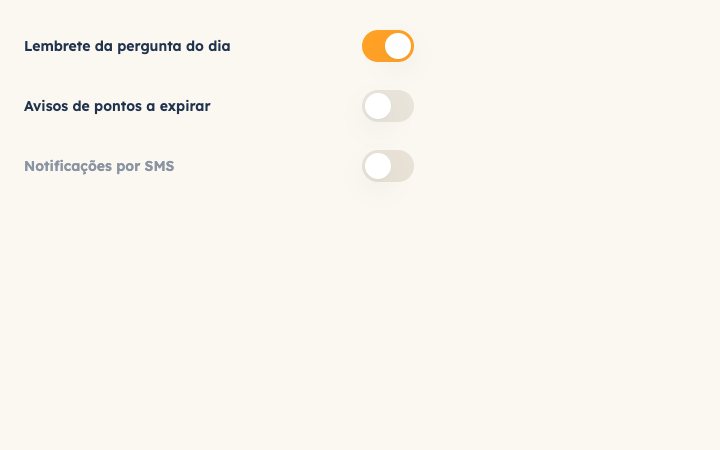 Lembrete da pergunta do dia
Avisos de pontos a expirar
Notificações por SMS